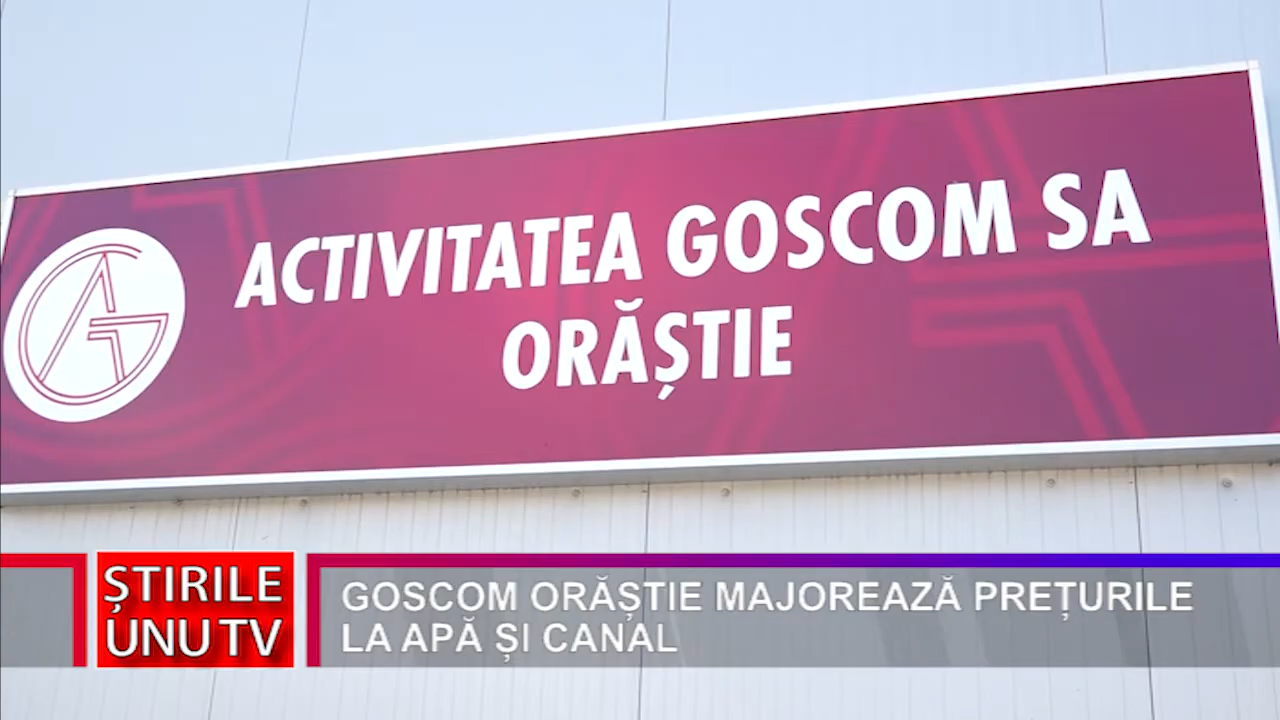 ACTIVITATEA GOSCOM SA
ORĂȘTIE
ȘTIRILE
UNU TV
GOSCOM ORĂȘTIE MAJOREAZĂ PREȚURILE
LA APĂ ȘI CANAL